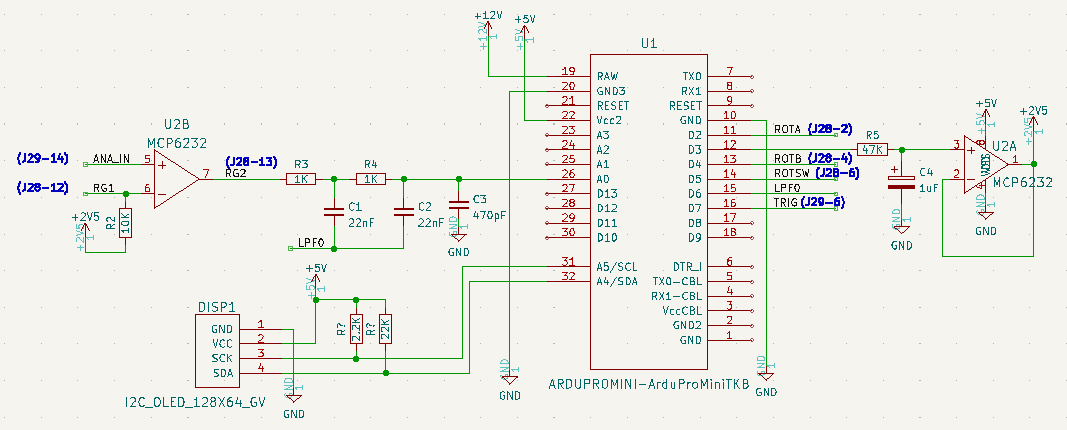 +12V
+12V
1
+5V
+5V
1
U1
19 RAW TX0 7
20 GND3 RX1 8
21 RESET RESET 9
22 Vcc2 GND 10
23 A3 D2 11
24 A2 D3 12
25 A1 D4 13
26 A0 D5 14
27 D13 D6 15
28 D12 D7 16
29 D11 D8 17
30 D10 D9 18
31 A5/SCL DTR_I 6
32 A4/SDA TX0-CBL 5
RX1-CBL 4
VccCBL 3
GND2 2
GND 1
ARDUPROMINI-ArduProMiniTKB
U2B
MCP6232
(J29-14) ANA_IN 5 +
(J28-12) RG1 6 -
7
(J28-13)
RG2
+2V5
+2V5
1
R2
10K
R3
1K
R4
1K
C1
22nF
C2
22nF
C3
470pF
GND
1
GND
LPF0
+5V
+5V
1
DISP1
GND 1
VCC 2
SCK 3
SDA 4
I2C_OLED_128X64_GV
R?
2.2K
R?
22K
GND
1
GND
GND
1
GND
GND
1
GND
ROTA (J28-2)
ROTB (J28-4)
ROTSW (J28-6)
LPF0
TRIG (J29-6)
R5
47K
C4
1uF
GND
1
GND
+5V
+5V
1
+2V5
+2V5
1
U2A
MCP6232
3 +
2 -
1
8
4
GND
1
GND